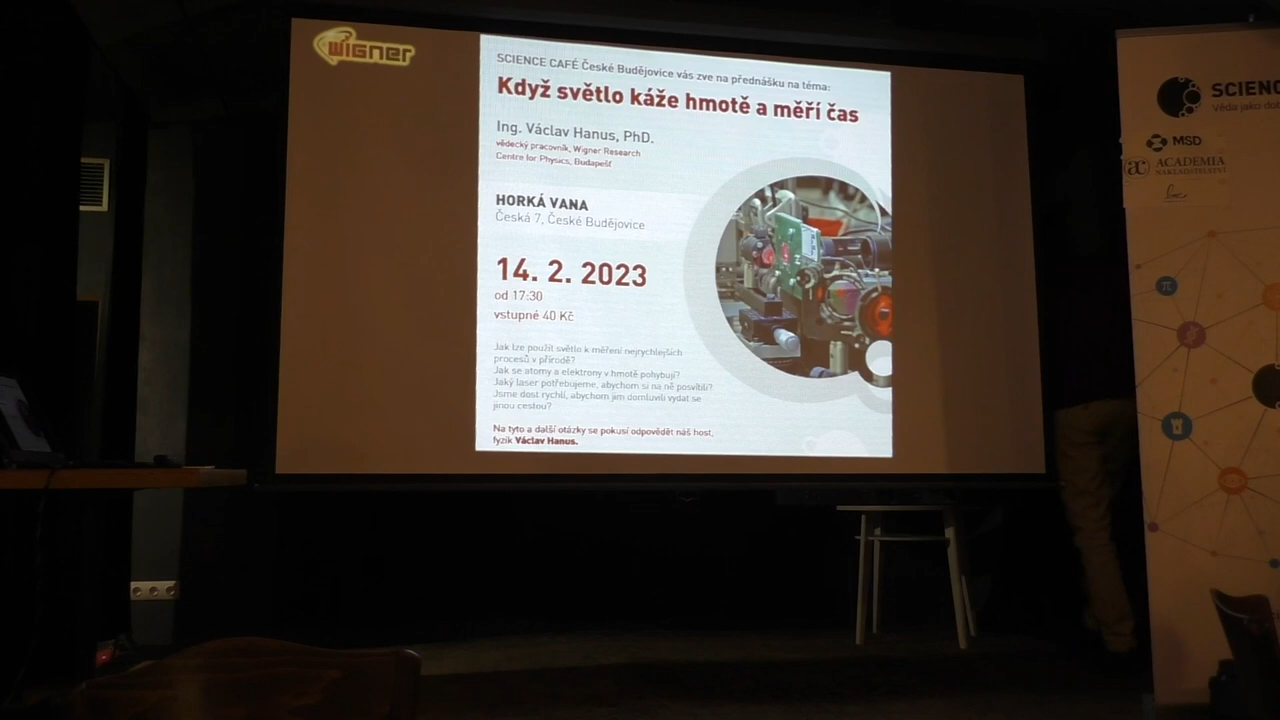 wigner
SCIENCE CAFÉ České Budějovice vás zve na přednášku na téma:
Když světlo káže hmotě a měří čas
Ing. Václav Hanus, PhD.
vědecký pracovník, Wigner Research
Centre for Physics, Budapešť
HORKÁ VANA
Česká 7, České Budějovice
14. 2. 2023
od 17:30
vstupné 40 Kč
Jak lze použít světlo k měření nejrychlejších
procesů v přírodě?
Jak se atomy a elektrony v hmotě pohybují?
Jaký laser potřebujeme, abychom si na ně posvítili?
Jsme dost rychlí, abychom jim domluvili vydat se
jinou cestou?
Na tyto a další otázky se pokusí odpovědět náš host,
fyzik Václav Hanus.
SCIENC
Věda jako do
MSD
ACADEMIA
NAKLADATELSTVÍ
π